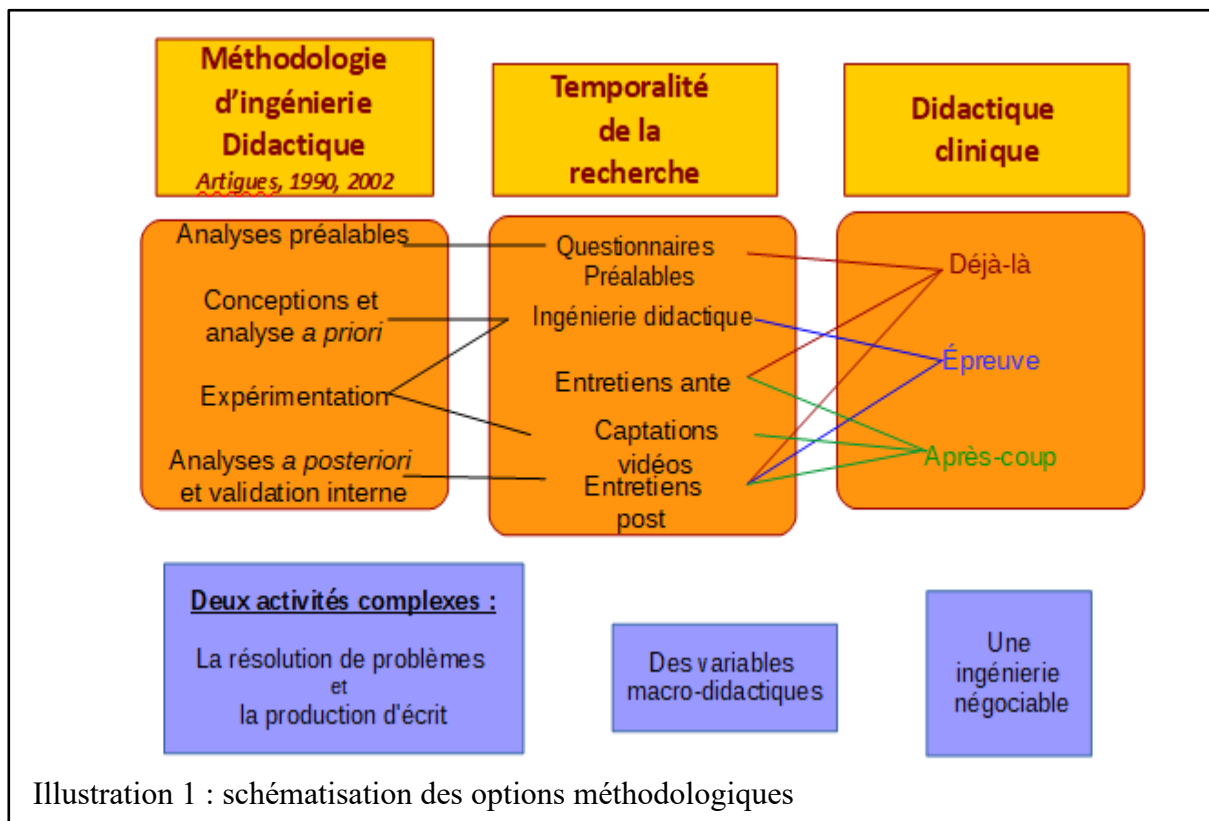 Méthodologie
d'ingénierie
Didactique
Artigues, 1990, 2002
Temporalité
de la
recherche
Didactique
clinique
Analyses préalables
Conceptions et
analyse a priori
Expérimentation
Analyses a posteriori
et validation interne
Questionnaires
Préalables
Ingénierie didactique
Entretiens ante
Captations
vidéos
Entretiens
post
Déjà-là
Épreuve
Après-coup
Deux activités complexes :
La résolution de problèmes
et
la production d'écrit
Des variables
macro-didactiques
Une
ingénierie
négociable
Illustration 1 : schématisation des options méthodologiques